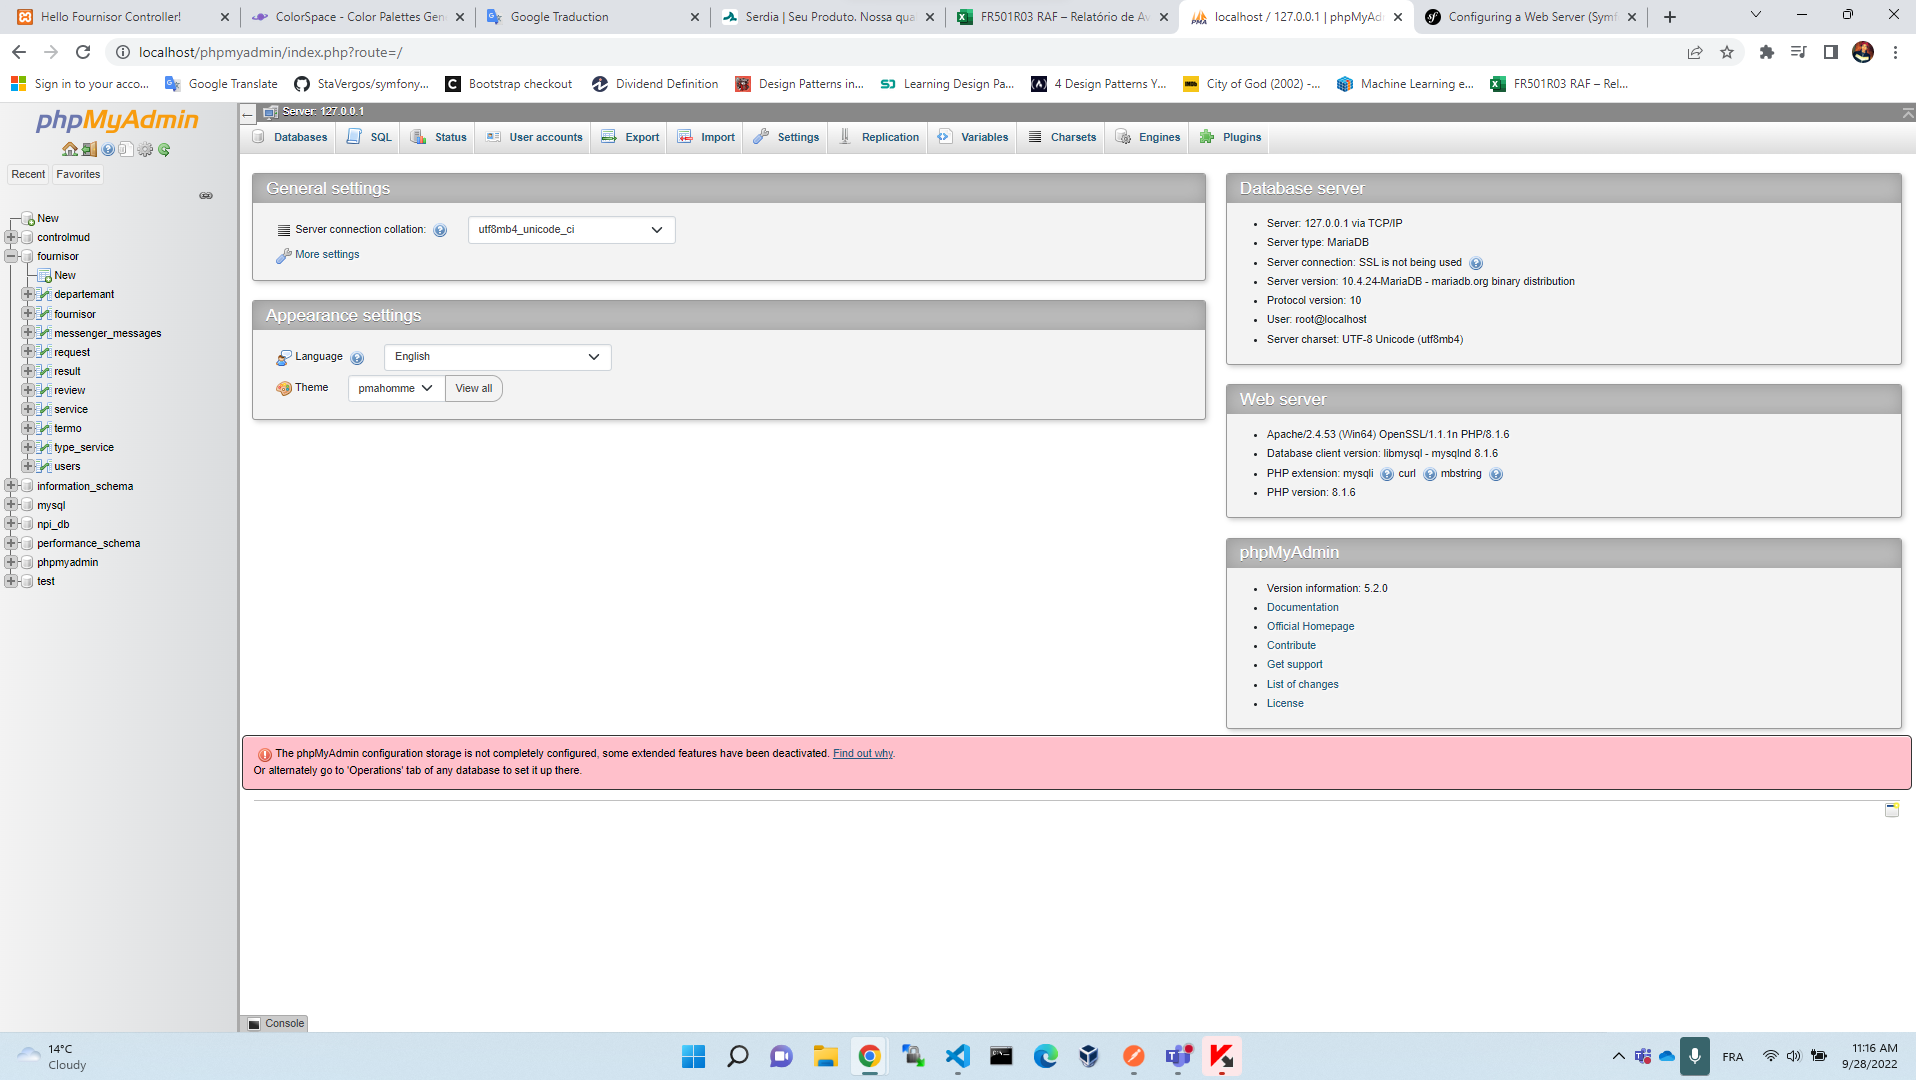 Hello Fournisor Controller!
ColorSpace - Color Palettes Gen
Google Traduction
Serdia | Seu Produto. Nossa qua
FR501R03 RAF – Relatório de Av
localhost / 127.0.0.1 | phpMyAd
Configuring a Web Server (Symf
localhost/phpmyadmin/index.php?route=/
Sign in to your acco...
Google Translate
StaVergos/symfony...
Bootstrap checkout
Dividend Definition
Design Patterns in...
Learning Design Pa...
4 Design Patterns Y...
City of God (2002) -...
Machine Learning e...
FR501R03 RAF – Rel...
phpMyAdmin
Recent
Favorites
New
controlmud
fournisor
New
departemant
fournisor
messenger_messages
request
result
review
service
termo
type_service
users
information_schema
mysql
npi_db
performance_schema
phpmyadmin
test
Server: 127.0.0.1
Databases
SQL
Status
User accounts
Export
Import
Settings
Replication
Variables
Charsets
Engines
Plugins
General settings
Server connection collation:
utf8mb4_unicode_ci
More settings
Appearance settings
Language
English
Theme
pmahomme
View all
Database server
Server: 127.0.0.1 via TCP/IP
Server type: MariaDB
Server connection: SSL is not being used
Server version: 10.4.24-MariaDB - mariadb.org binary distribution
Protocol version: 10
User: root@localhost
Server charset: UTF-8 Unicode (utf8mb4)
Web server
Apache/2.4.53 (Win64) OpenSSL/1.1.1n PHP/8.1.6
Database client version: libmysql - mysqlnd 8.1.6
PHP extension: mysqli curl mbstring
PHP version: 8.1.6
phpMyAdmin
Version information: 5.2.0
Documentation
Official Homepage
Contribute
Get support
List of changes
License
The phpMyAdmin configuration storage is not completely configured, some extended features have been deactivated. Find out why.
Or alternately go to 'Operations' tab of any database to set it up there.
Console
14°C
Cloudy
FRA
11:16 AM
9/28/2022